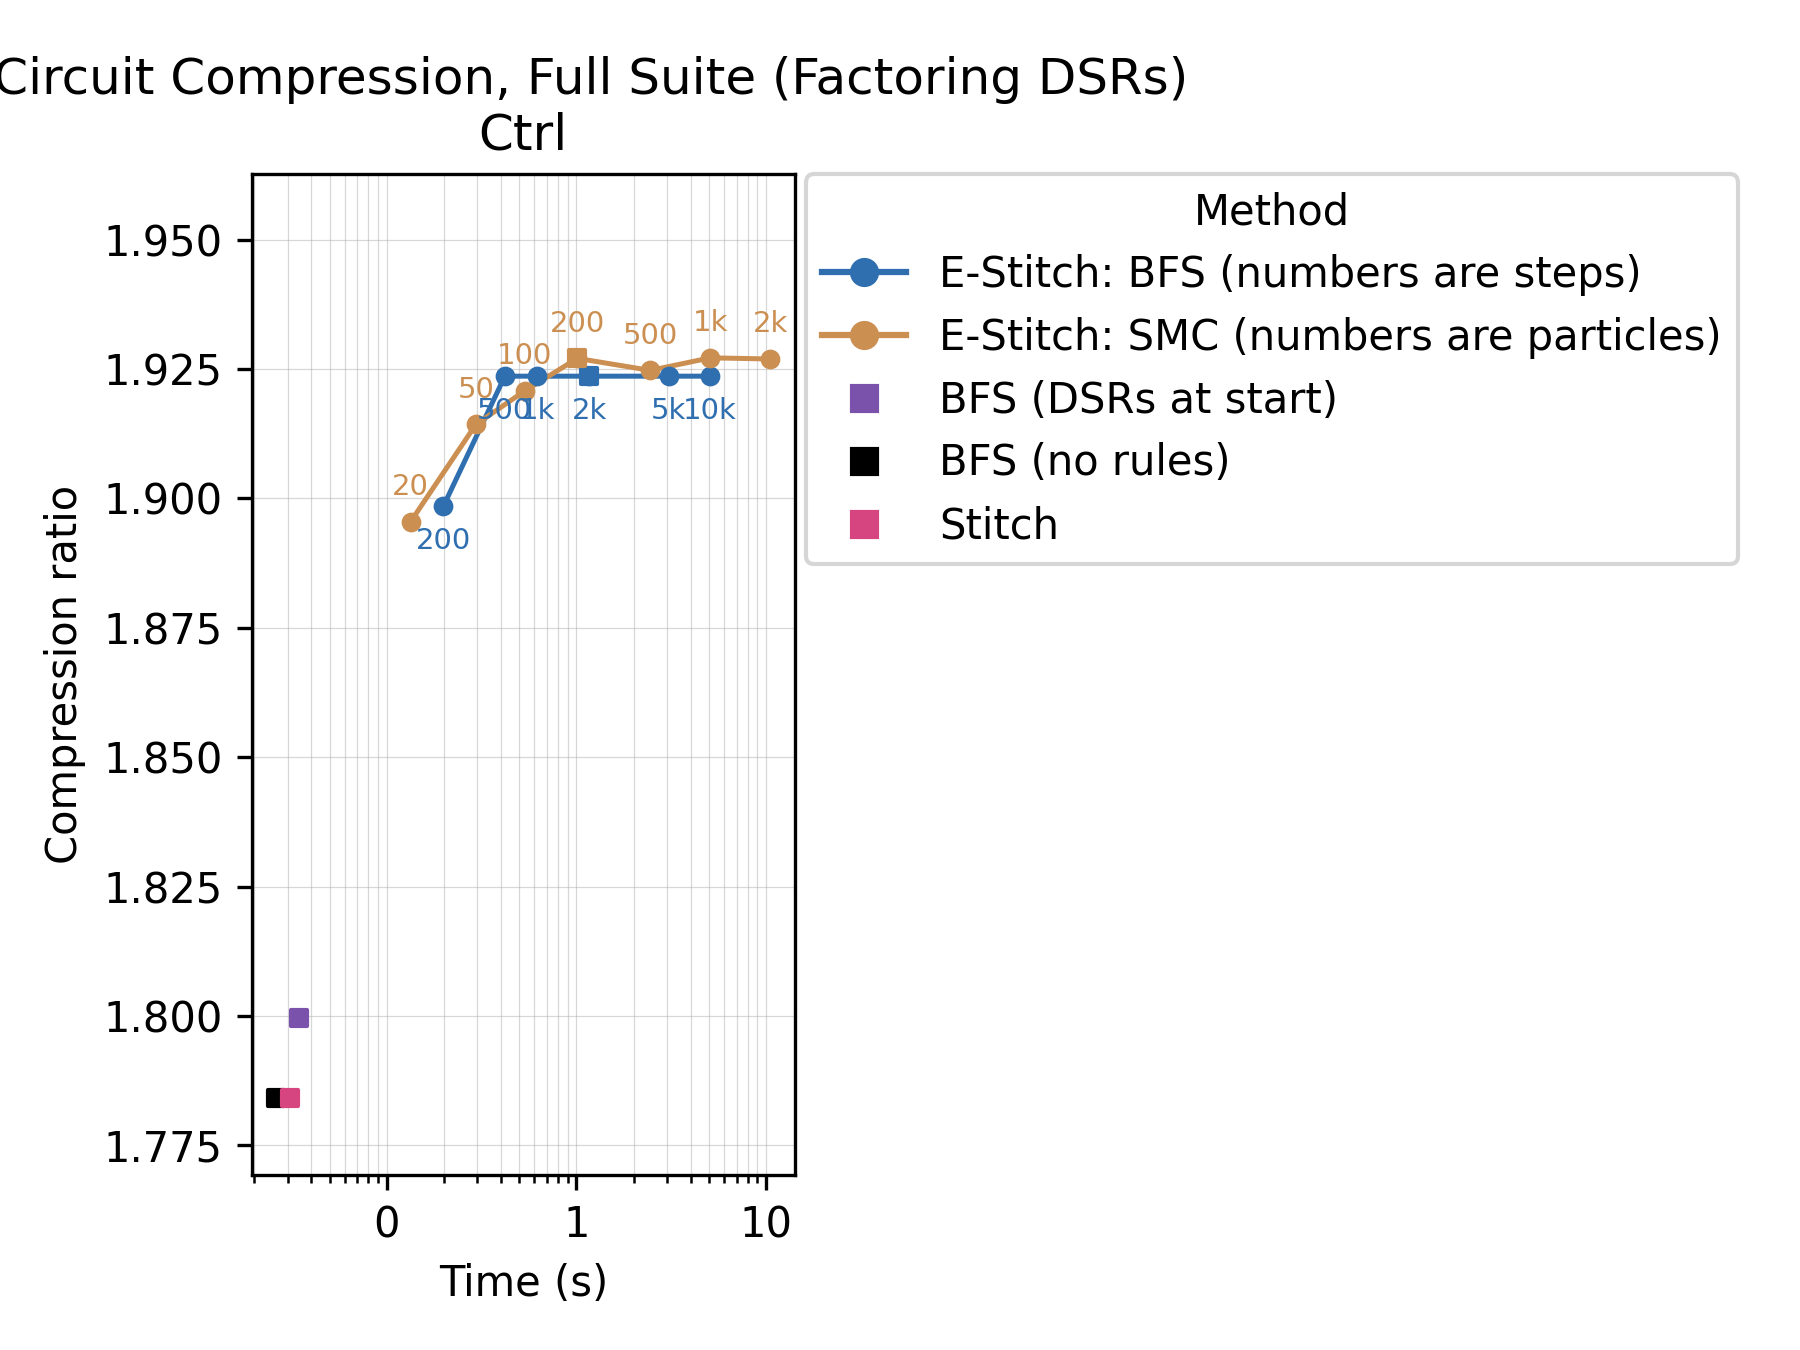 Circuit Compression, Full Suite (Factoring DSRs)
Ctrl
Method
E-Stitch: BFS (numbers are steps)
E-Stitch: SMC (numbers are particles)
BFS (DSRs at start)
BFS (no rules)
Stitch
Compression ratio
1.950
1.925
1.900
1.875
1.850
1.825
1.800
1.775
20
50
100
200
500
1k
2k
200
500
1k
2k
5k
10k
0
1
10
Time (s)